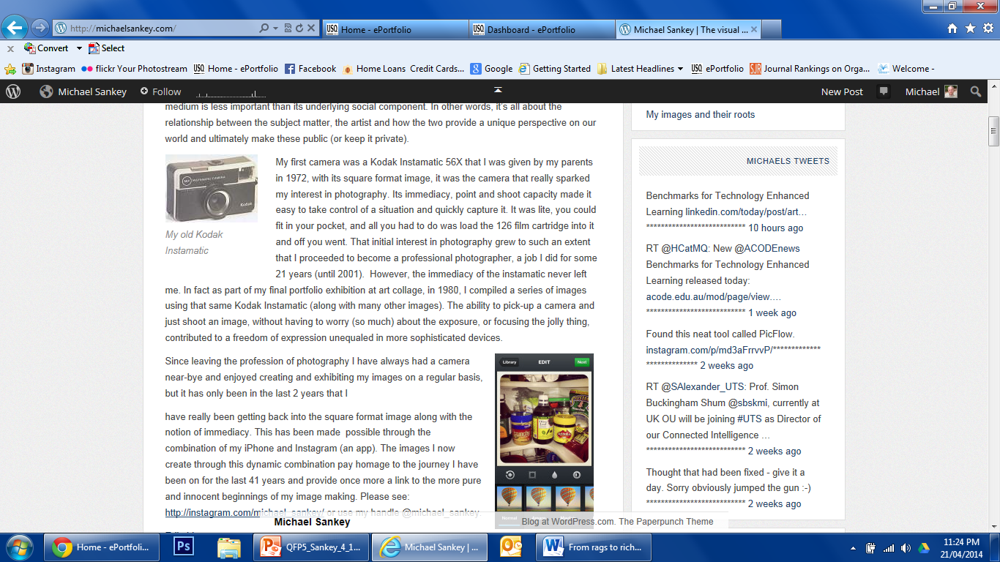 http://michaelsankey.com/
USQ Home - ePortfolio
USQ Dashboard - ePortfolio
Michael Sankey | The visual ...
x Convert Select
Instagram
flickr Your Photostream
USQ Home - ePortfolio
Facebook
Home Loans Credit Cards...
Google
Getting Started
Latest Headlines
USQ ePortfolio
SJR Journal Rankings on Orga...
Welcome -
Michael Sankey
Follow
New Post
Michael
medium is less important than its underlying social component. In other words, it's all about the
relationship between the subject matter, the artist and how the two provide a unique perspective on our
world and ultimately make these public (or keep it private).
INSTAMATIC CAMERA
Kodak
My old Kodak
Instamatic
My first camera was a Kodak Instamatic 56X that I was given by my parents
in 1972, with its square format image, it was the camera that really sparked
my interest in photography. Its immediacy, point and shoot capacity made it
easy to take control of a situation and quickly capture it. It was lite, you could
fit in your pocket, and all you had to do was load the 126 film cartridge into it
and off you went. That initial interest in photography grew to such an extent
that I proceeded to become a professional photographer, a job I did for some
21 years (until 2001).  However, the immediacy of the instamatic never left
me. In fact as part of my final portfolio exhibition at art collage, in 1980, I compiled a series of images
using that same Kodak Instamatic (along with many other images). The ability to pick-up a camera and
just shoot an image, without having to worry (so much) about the exposure, or focusing the jolly thing,
contributed to a freedom of expression unequaled in more sophisticated devices.
Since leaving the profession of photography I have always had a camera
near-bye and enjoyed creating and exhibiting my images on a regular basis,
but it has only been in the last 2 years that I
have really been getting back into the square format image along with the
notion of immediacy. This has been made  possible through the
combination of my iPhone and Instagram (an app). The images I now
create through this dynamic combination pay homage to the journey I have
been on for the last 41 years and provide once more a link to the more pure
and innocent beginnings of my image making. Please see:
http://instagram.com/michael_sankey/ or use my handle @michael_sankey.
Library EDIT Next
crunchy
Normal
My images and their roots
MICHAELS TWEETS
Benchmarks for Technology Enhanced
Learning linkedin.com/today/post/art…
*************************** 10 hours ago
RT @HCatMQ: New @ACODEnews
Benchmarks for Technology Enhanced
Learning released today:
acode.edu.au/mod/page/view.…
*************************** 1 week ago
Found this neat tool called PicFlow.
instagram.com/p/md3aFrrvvP/*************
************** 2 weeks ago
RT @SAlexander_UTS: Prof. Simon
Buckingham Shum @sbskmi, currently at
UK OU will be joining #UTS as Director of
our Connected Intelligence …
*************************** 2 weeks ago
Thought that had been fixed - give it a
day. Sorry obviously jumped the gun :-)
*************************** 2 weeks ago
Michael Sankey
Blog at WordPress.com. The Paperpunch Theme
Home - ePortfoli...
Ps
QFP5_Sankey_4_1...
Michael Sankey | ...
From rags to rich...
11:24 PM
21/04/2014